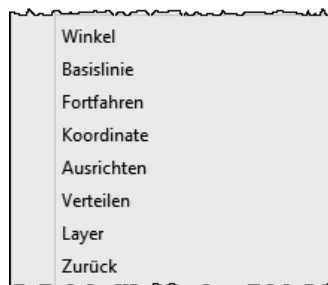 Winkel
Basislinie
Fortfahren
Koordinate
Ausrichten
Verteilen
Layer
Zurück